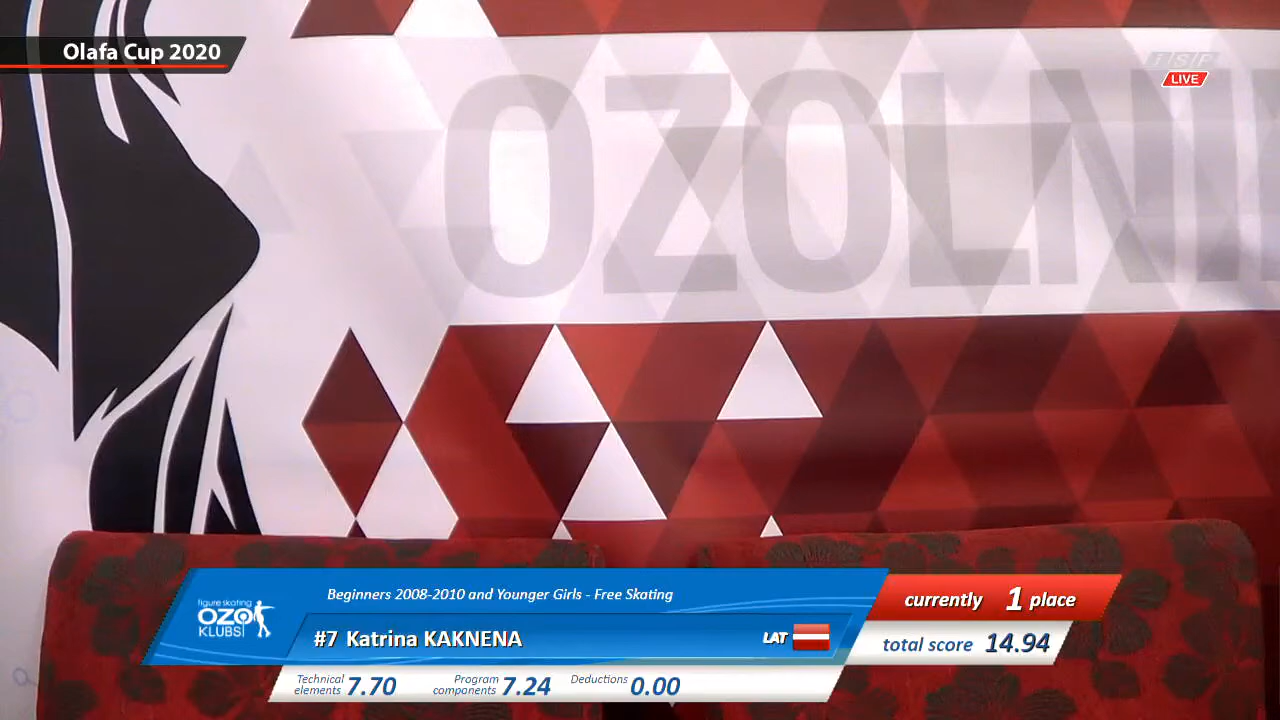 Olafa Cup 2020
OZOLNI
TSF
LIVE
figure skating
OZO
KLUBS!
Beginners 2008-2010 and Younger Girls - Free Skating
#7 Katrina KAKNENA
LAT
currently 1 place
total score 14.94
Technical elements 7.70
Program components 7.24
Deductions 0.00